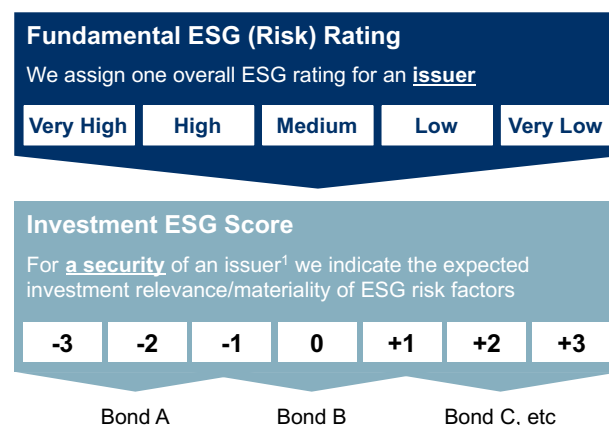 Fundamental ESG (Risk) Rating
We assign one overall ESG rating for an issuer
Very High High Medium Low Very Low
Investment ESG Score
For a security of an issuer¹ we indicate the expected
investment relevance/materiality of ESG risk factors
-3 -2 -1 0 +1 +2 +3
Bond A Bond B Bond C, etc